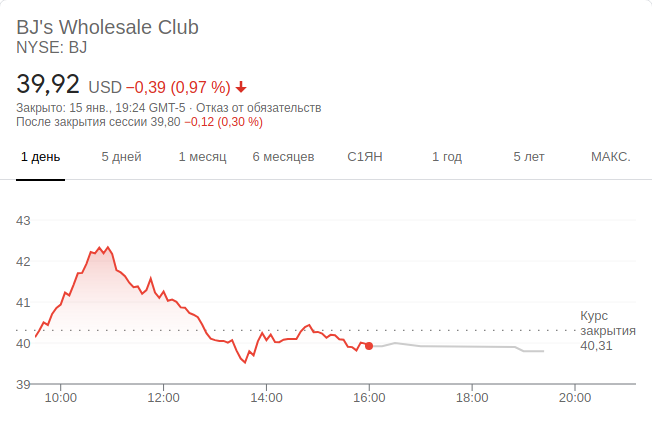 BJ's Wholesale Club
NYSE: BJ
39,92 USD −0,39 (0,97 %)
Закрыто: 15 янв., 19:24 GMT-5 · Отказ от обязательств
После закрытия сессии 39,80 −0,12 (0,30 %)
1 день 5 дней 1 месяц 6 месяцев С1ЯН 1 год 5 лет МАКС.
43
42
41
Курс
закрытия
40,31
40
39
10:00 12:00 14:00 16:00 18:00 20:00